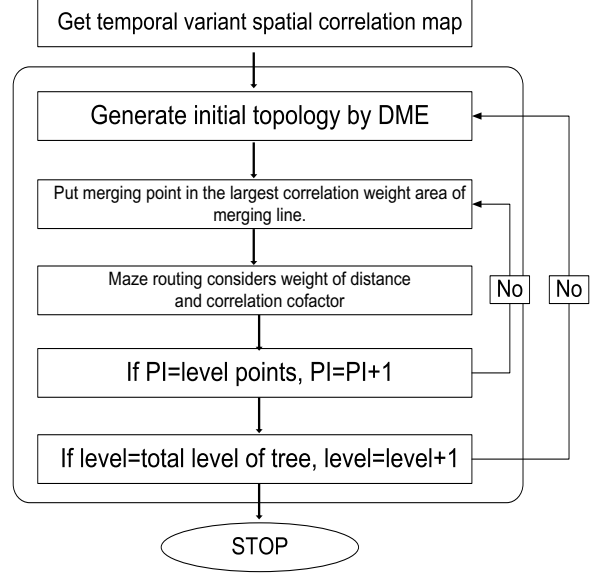 Get temporal variant spatial correlation map
Generate initial topology by DME
Put merging point in the largest correlation weight area of
merging line.
Maze routing considers weight of distance
and correlation cofactor
No
No
If PI=level points, PI=PI+1
If level=total level of tree, level=level+1
STOP